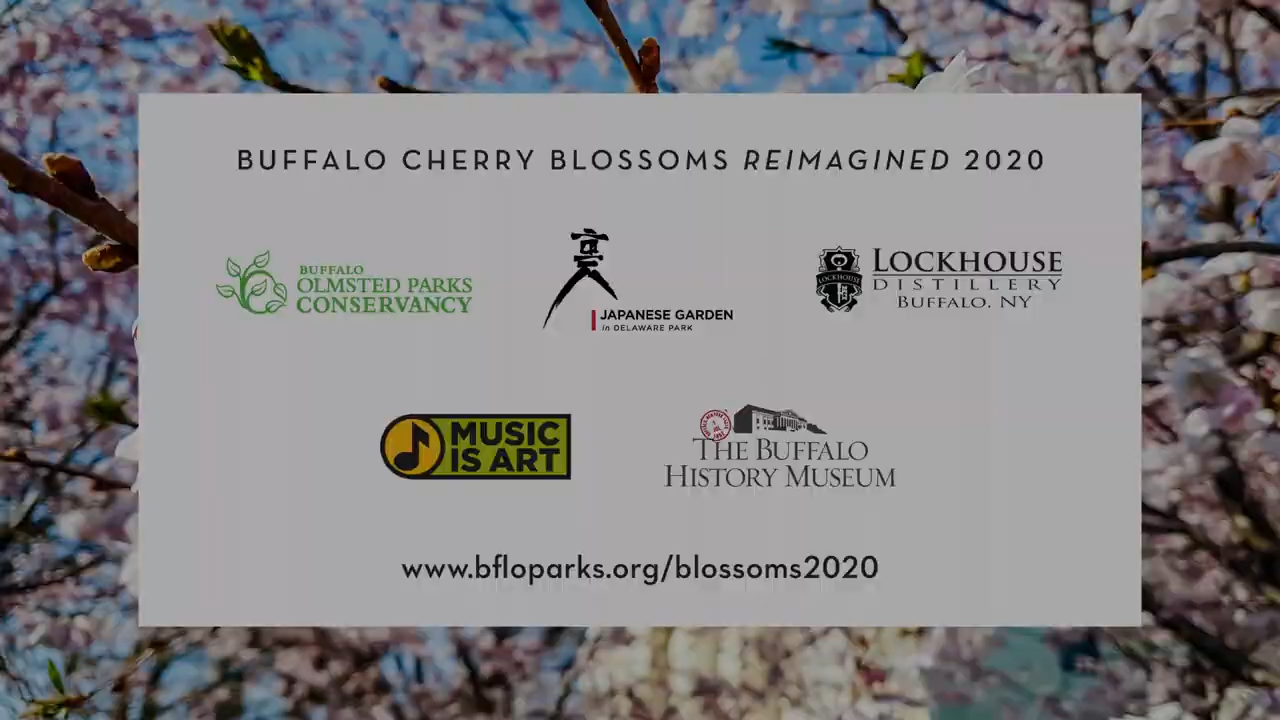 BUFFALO CHERRY BLOSSOMS REIMAGINED 2020
BUFFALO
OLMSTED PARKS
CONSERVANCY
JAPANESE GARDEN
in DELAWARE PARK
LOCKHOUSE
LOCKHOUSE
DISTILLERY
BUFFALO, NY
MUSIC
IS ART
THE BUFFALO
HISTORY MUSEUM
www.bfloparks.org/blossoms2020